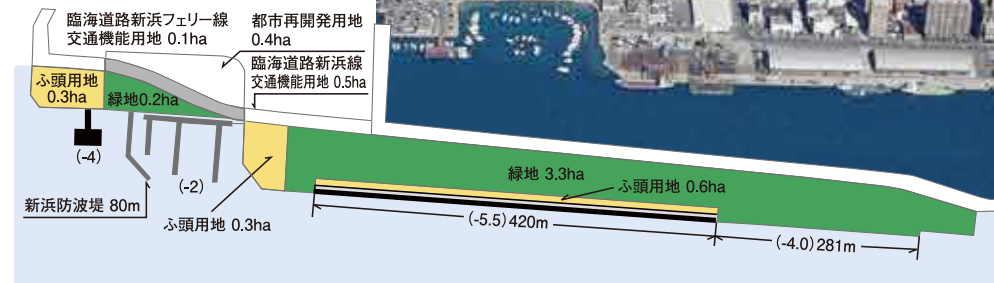 臨海道路新浜フェリー線
交通機能用地 0.1ha
都市再開発用地
0.4ha
臨海道路新浜線
交通機能用地 0.5ha
ふ頭用地
0.3ha
緑地0.2ha
(-4)
(-2)
新浜防波堤 80m
ふ頭用地 0.3ha
緑地 3.3ha
ふ頭用地 0.6ha
(-5.5)420m
(-4.0)281m